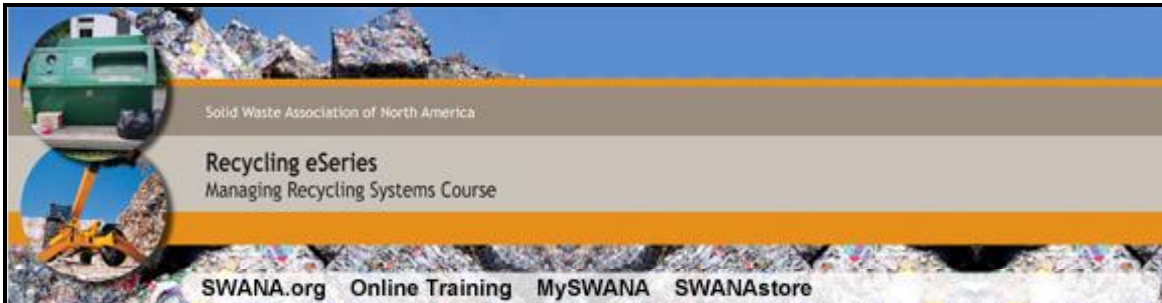 Solid Waste Association of North America
Recycling eSeries
Managing Recycling Systems Course
SWANA.org Online Training MySWANA SWANAstore